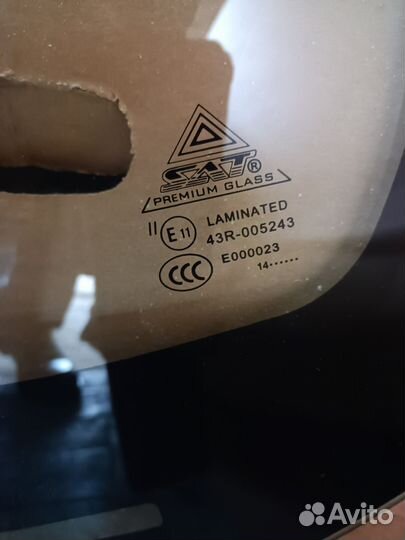 SAT®
PREMIUM GLASS
II E11 LAMINATED
43R-005243
CCC E000023
14······
Avito